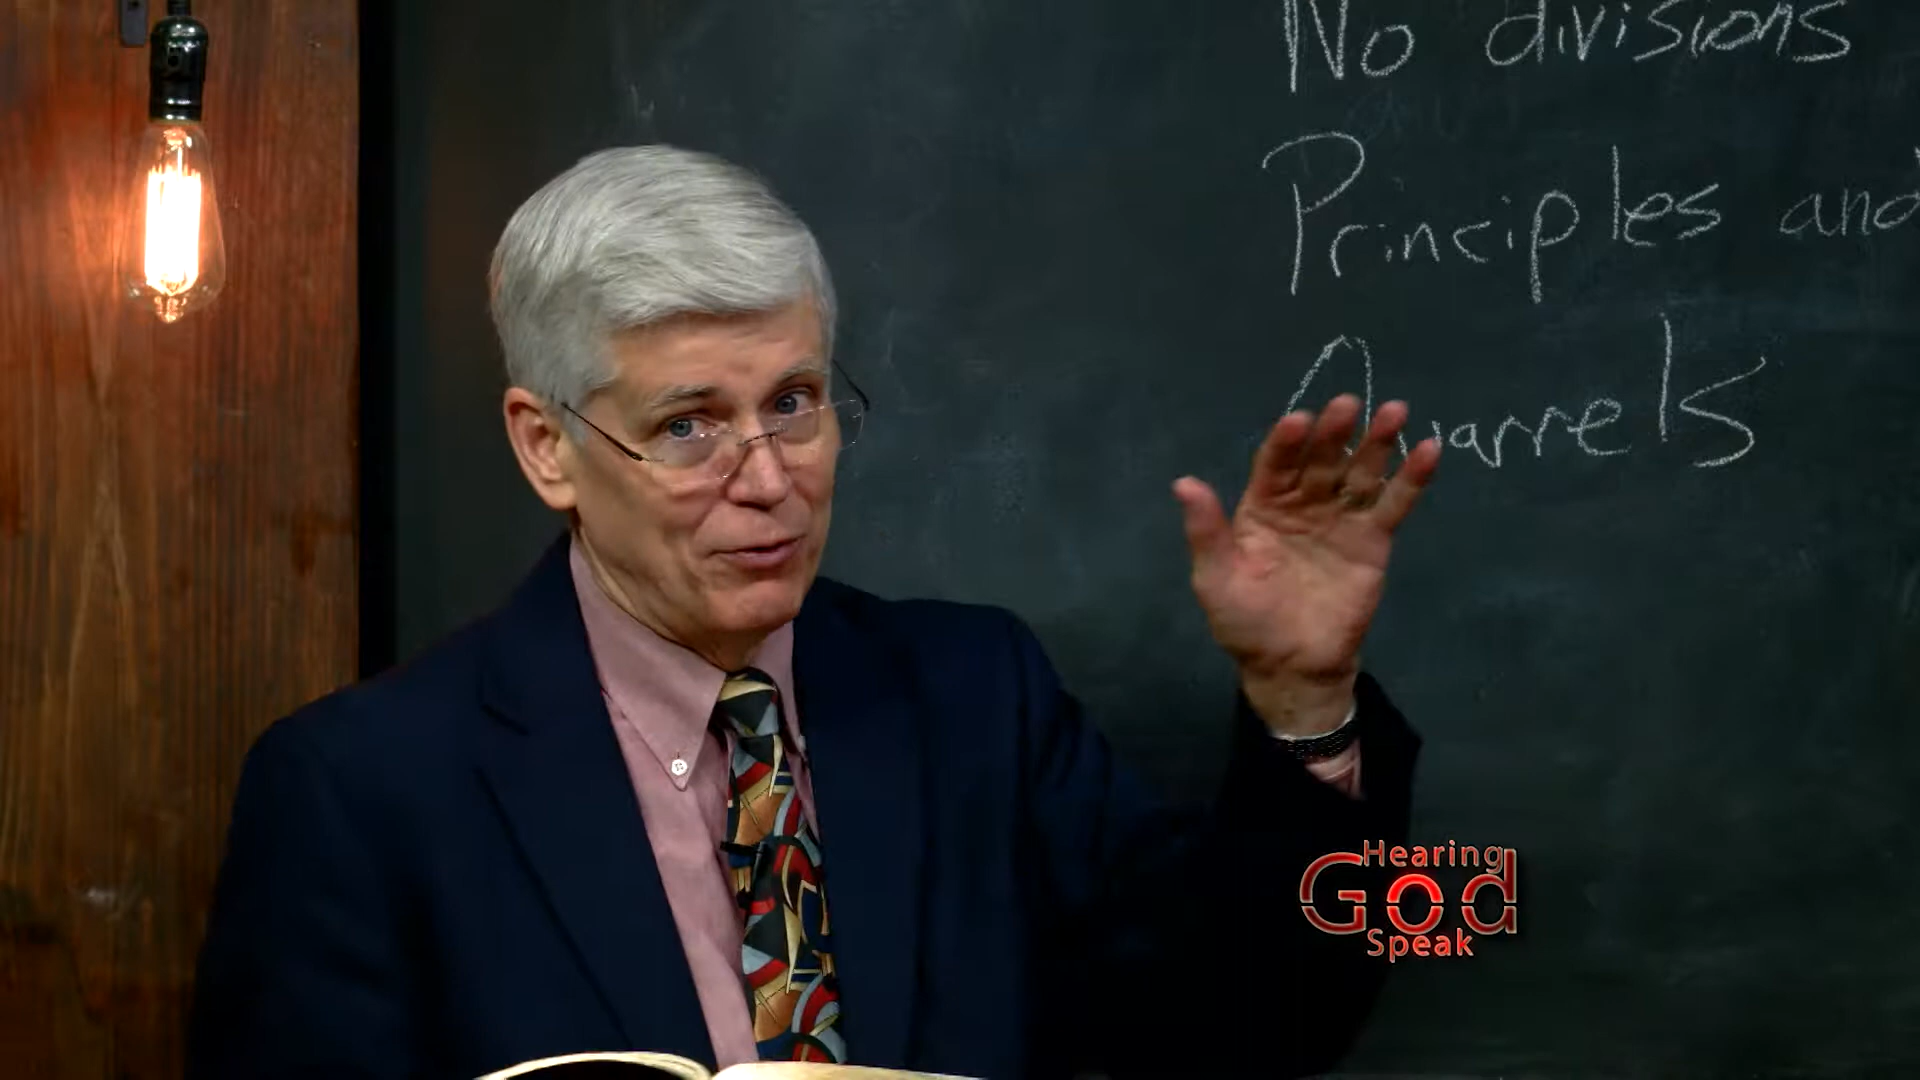 No divisions
Principles and
Quarrels
Hearing
God
Speak